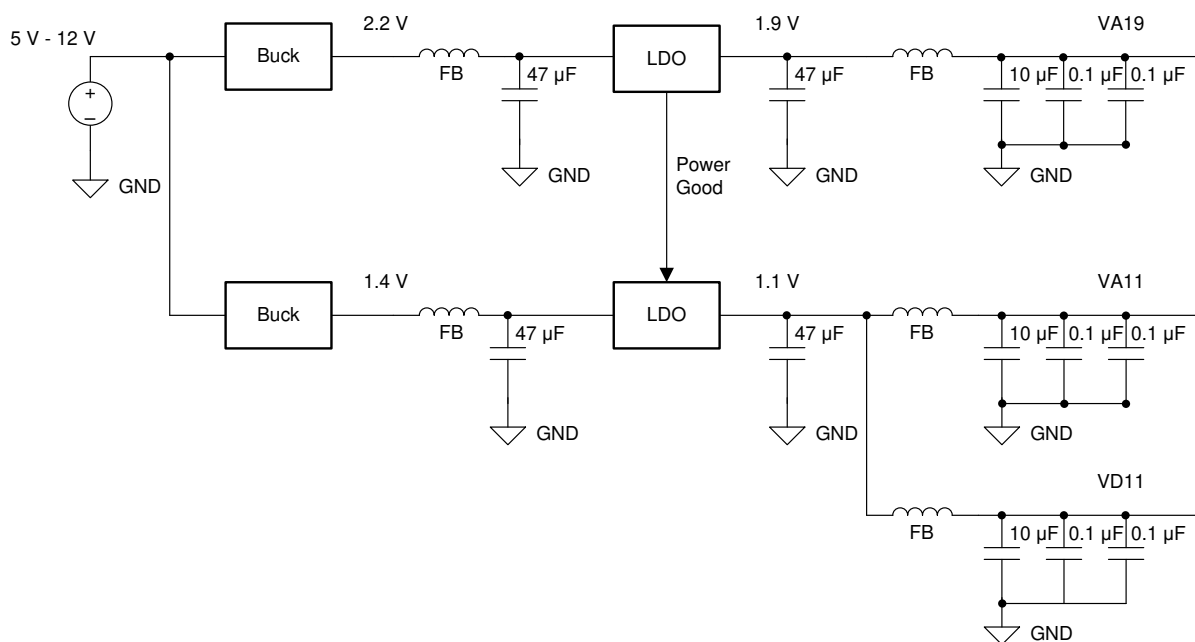 5 V - 12 V
2.2 V
1.9 V
VA19
Buck
LDO
FB
47 µF
47 µF
FB
10 µF
0.1 µF
0.1 µF
+
−
GND
GND
GND
GND
GND
Power
Good
1.4 V
1.1 V
VA11
Buck
LDO
FB
47 µF
47 µF
FB
10 µF
0.1 µF
0.1 µF
GND
GND
GND
VD11
FB
10 µF
0.1 µF
0.1 µF
GND